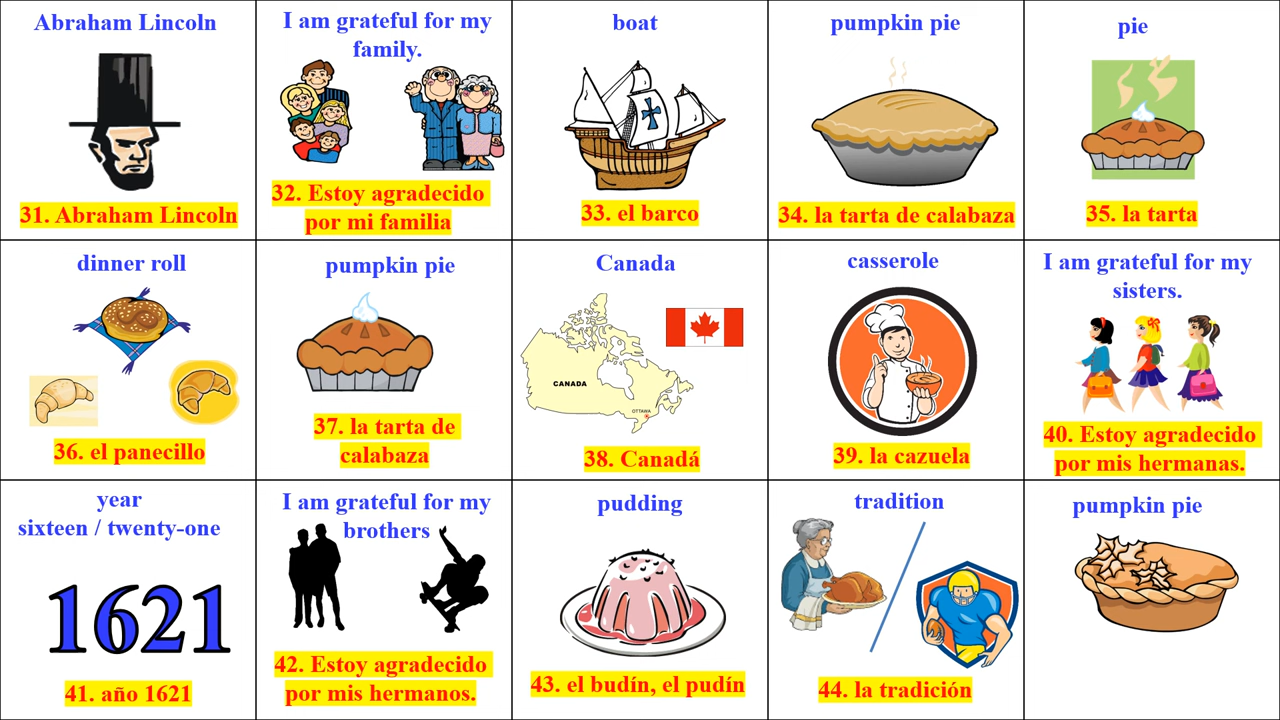 Abraham Lincoln
31. Abraham Lincoln
I am grateful for my
family.
32. Estoy agradecido
por mi familia
boat
33. el barco
pumpkin pie
34. la tarta de calabaza
pie
35. la tarta
dinner roll
36. el panecillo
pumpkin pie
37. la tarta de
calabaza
Canada
CANADA
OTTAWA
38. Canadá
casserole
39. la cazuela
I am grateful for my
sisters.
40. Estoy agradecido
por mis hermanas.
year
sixteen / twenty-one
1621
41. año 1621
I am grateful for my
brothers
42. Estoy agradecido
por mis hermanos.
pudding
43. el budín, el pudín
tradition
44. la tradición
pumpkin pie